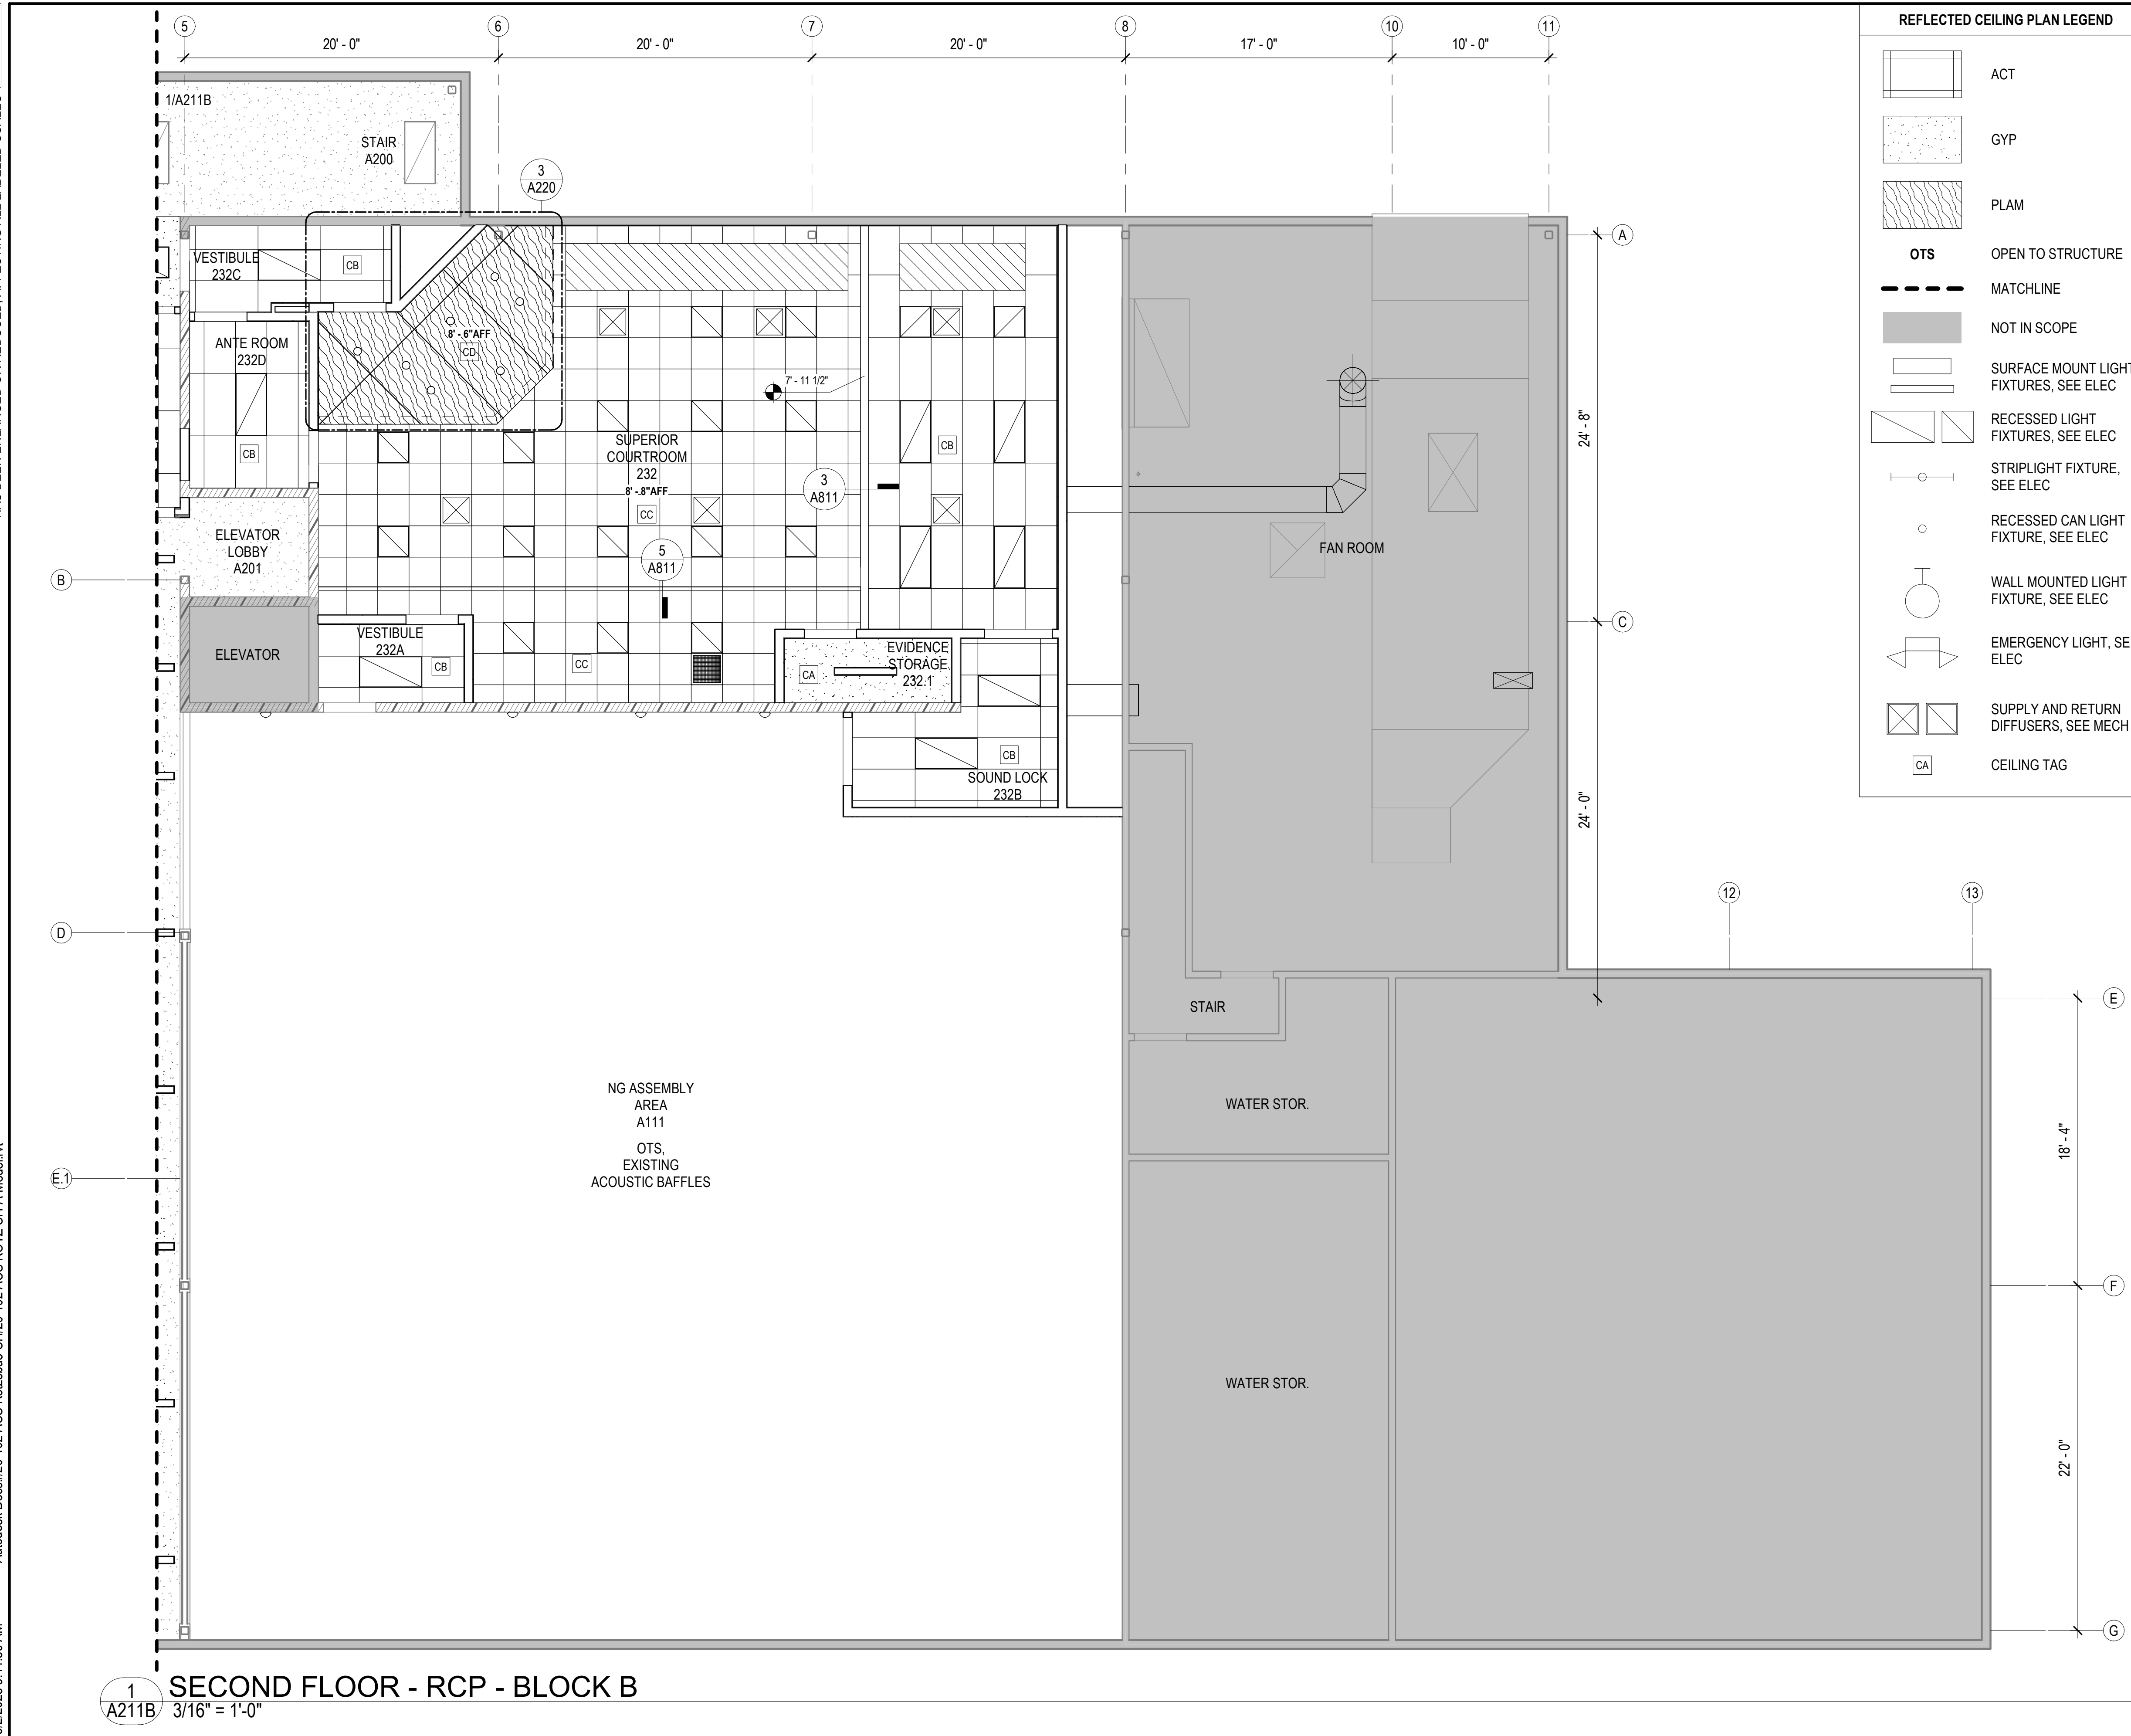 5
6
7
8
10
11
20' - 0"
20' - 0"
20' - 0"
17' - 0"
10' - 0"
1/A211B
STAIR
A200
3
A220
VESTIBULE
232C
CB
8' - 6"AFF
CD
ANTE ROOM
232D
CB
7' - 11 1/2"
SUPERIOR
COURTROOM
232
8' - 8"AFF
CC
3
A811
CB
ELEVATOR
LOBBY
A201
5
A811
FAN ROOM
ELEVATOR
VESTIBULE
232A
CB
CC
CA
EVIDENCE
STORAGE
232.1
CB
SOUND LOCK
232B
A
B
C
D
E
E.1
F
G
12
13
24' - 8"
24' - 0"
18' - 4"
22' - 0"
STAIR
WATER STOR.
WATER STOR.
NG ASSEMBLY
AREA
A111
OTS,
EXISTING
ACOUSTIC BAFFLES
REFLECTED CEILING PLAN LEGEND
ACT
GYP
PLAM
OTS
OPEN TO STRUCTURE
MATCHLINE
NOT IN SCOPE
SURFACE MOUNT LIGHT
FIXTURES, SEE ELEC
RECESSED LIGHT
FIXTURES, SEE ELEC
STRIPLIGHT FIXTURE,
SEE ELEC
RECESSED CAN LIGHT
FIXTURE, SEE ELEC
WALL MOUNTED LIGHT
FIXTURE, SEE ELEC
EMERGENCY LIGHT, SE
ELEC
SUPPLY AND RETURN
DIFFUSERS, SEE MECH
CA
CEILING TAG
1
A211B
SECOND FLOOR - RCP - BLOCK B
3/16" = 1'-0"